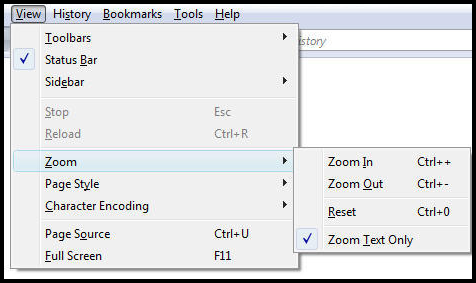 View History Bookmarks Tools Help
Toolbars
istory
Status Bar
Sidebar
Stop Esc
Reload Ctrl+R
Zoom
Page Style
Character Encoding
Page Source Ctrl+U
Full Screen F11
Zoom In Ctrl++
Zoom Out Ctrl+-
Reset Ctrl+0
Zoom Text Only